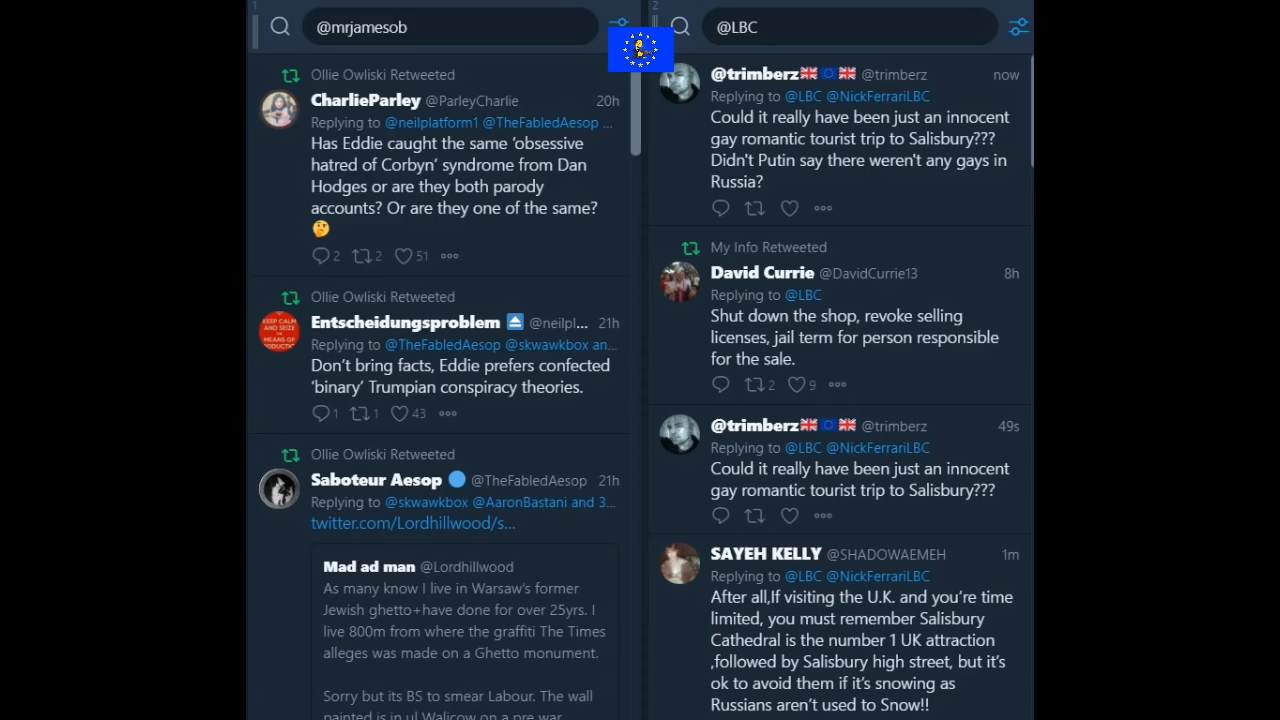 1
@mrjamesob
Ollie Owliski Retweeted
CharlieParley @ParleyCharlie 20h
Replying to @neilplatform1 @TheFabledAesop ...
Has Eddie caught the same ‘obsessive
hatred of Corbyn’ syndrome from Dan
Hodges or are they both parody
accounts? Or are they one of the same?
🤔
2 2 51
Ollie Owliski Retweeted
Entscheidungsproblem ⏏ @neilpl... 21h
Replying to @TheFabledAesop @skwawkbox an...
Don’t bring facts, Eddie prefers confected
‘binary’ Trumpian conspiracy theories.
1 1 43
Ollie Owliski Retweeted
Saboteur Aesop 🔵 @TheFabledAesop 21h
Replying to @skwawkbox @AaronBastani and 3...
twitter.com/Lordhillwood/s...
Mad ad man @Lordhillwood
As many know I live in Warsaw’s former
Jewish ghetto+have done for over 25yrs. I
live 800m from where the graffiti The Times
alleges was made on a Ghetto monument.
Sorry but its BS to smear Labour. The wall
painted is in ul Walicow on a pre war
2
@LBC
@trimberz🇬🇧🇪🇺🇬🇧 @trimberz now
Replying to @LBC @NickFerrariLBC
Could it really have been just an innocent
gay romantic tourist trip to Salisbury???
Didn't Putin say there weren't any gays in
Russia?
My Info Retweeted
David Currie @DavidCurrie13 8h
Replying to @LBC
Shut down the shop, revoke selling
licenses, jail term for person responsible
for the sale.
2 9
@trimberz🇬🇧🇪🇺🇬🇧 @trimberz 49s
Replying to @LBC @NickFerrariLBC
Could it really have been just an innocent
gay romantic tourist trip to Salisbury???
SAYEH KELLY @SHADOWAEMEH 1m
Replying to @LBC @NickFerrariLBC
After all,If visiting the U.K. and you’re time
limited, you must remember Salisbury
Cathedral is the number 1 UK attraction
,followed by Salisbury high street, but it’s
ok to avoid them if it’s snowing as
Russians aren’t used to Snow!!